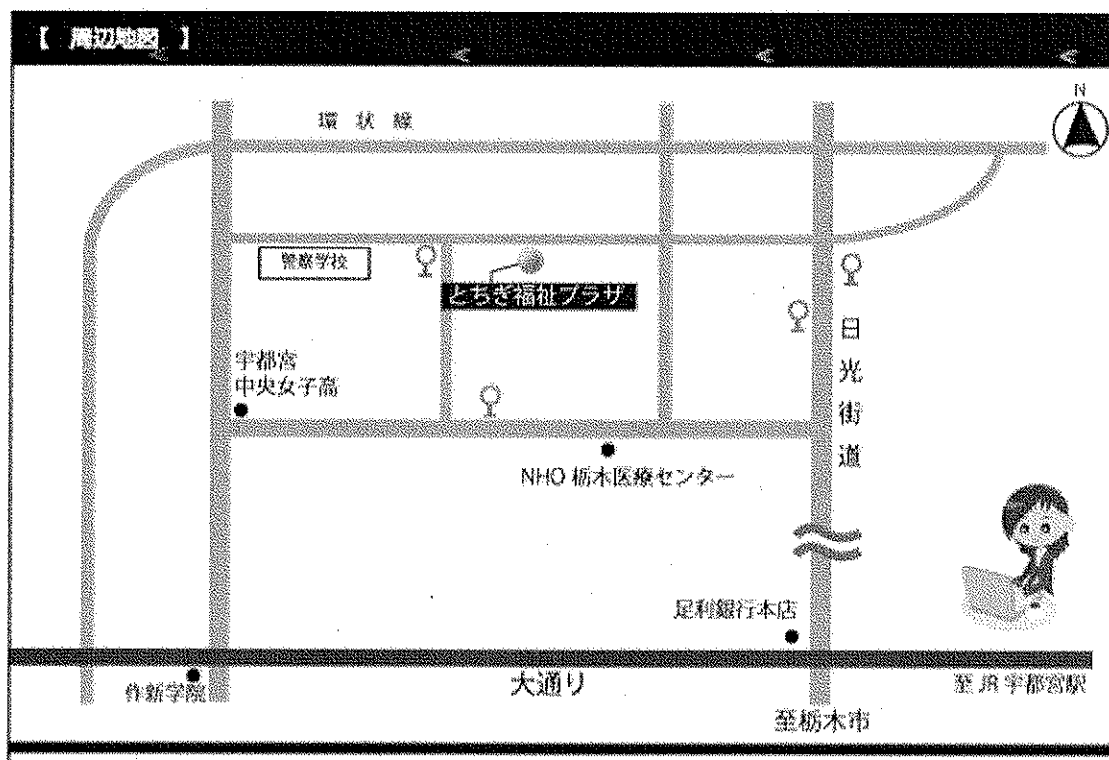 【 周辺地図 】
N
環状線
警察学校
とちぎ福祉プラザ
日光街道
宇都宮
中央女子高
NHO 栃木医療センター
足利銀行本店
作新学院
大通り
至 JR 宇都宮駅
至栃木市